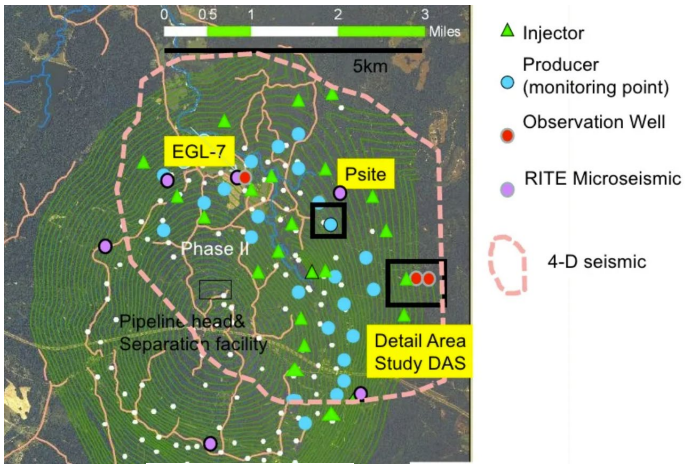 0 0.5 1 2 3
Miles
5km
EGL-7
Psite
Phase II
Pipeline head&
Separation facility
Detail Area
Study DAS
Injector
Producer
(monitoring point)
Observation Well
RITE Microseismic
4-D seismic